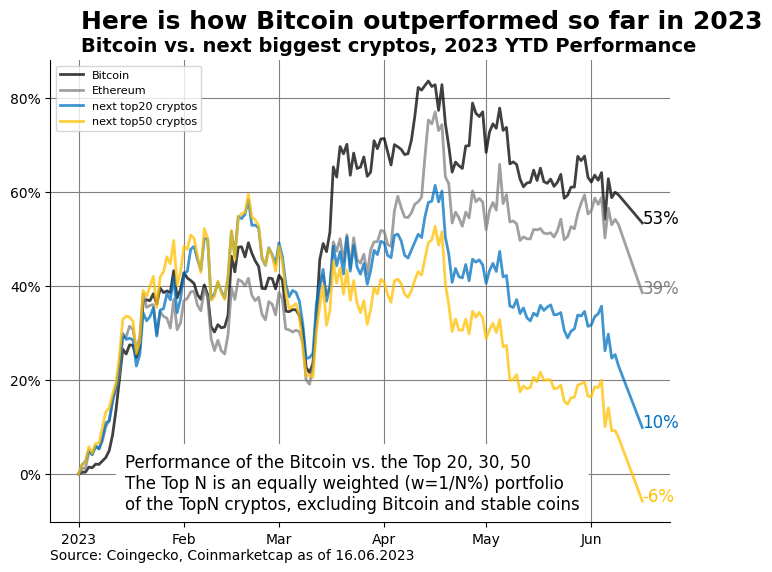 Here is how Bitcoin outperformed so far in 2023
Bitcoin vs. next biggest cryptos, 2023 YTD Performance
Bitcoin
Ethereum
next top20 cryptos
next top50 cryptos
80%
60%
40%
20%
0%
53%
39%
10%
-6%
Performance of the Bitcoin vs. the Top 20, 30, 50
The Top N is an equally weighted (w=1/N%) portfolio
of the TopN cryptos, excluding Bitcoin and stable coins
2023 Feb Mar Apr May Jun
Source: Coingecko, Coinmarketcap as of 16.06.2023